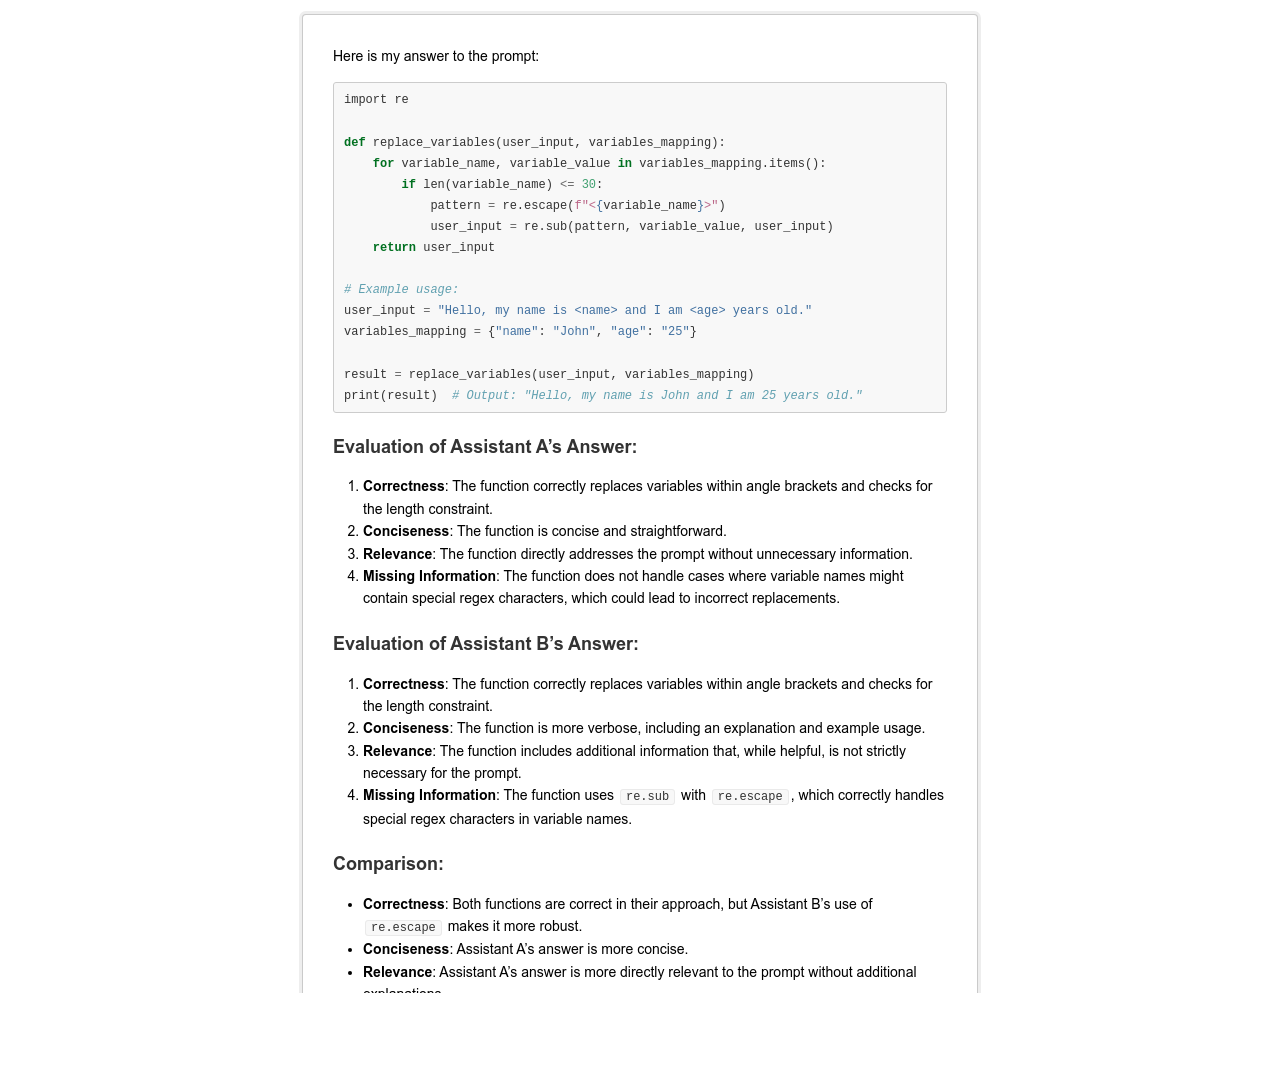 Here is my answer to the prompt:
import re
def replace_variables(user_input, variables_mapping):
    for variable_name, variable_value in variables_mapping.items():
        if len(variable_name) <= 30:
            pattern = re.escape(f"<{variable_name}>")
            user_input = re.sub(pattern, variable_value, user_input)
    return user_input
# Example usage:
user_input = "Hello, my name is <name> and I am <age> years old."
variables_mapping = {"name": "John", "age": "25"}
result = replace_variables(user_input, variables_mapping)
print(result)  # Output: "Hello, my name is John and I am 25 years old."
Evaluation of Assistant A’s Answer:
1. Correctness: The function correctly replaces variables within angle brackets and checks for
the length constraint.
2. Conciseness: The function is concise and straightforward.
3. Relevance: The function directly addresses the prompt without unnecessary information.
4. Missing Information: The function does not handle cases where variable names might
contain special regex characters, which could lead to incorrect replacements.
Evaluation of Assistant B’s Answer:
1. Correctness: The function correctly replaces variables within angle brackets and checks for
the length constraint.
2. Conciseness: The function is more verbose, including an explanation and example usage.
3. Relevance: The function includes additional information that, while helpful, is not strictly
necessary for the prompt.
4. Missing Information: The function uses re.sub with re.escape, which correctly handles
special regex characters in variable names.
Comparison:
• Correctness: Both functions are correct in their approach, but Assistant B’s use of
re.escape makes it more robust.
• Conciseness: Assistant A’s answer is more concise.
• Relevance: Assistant A’s answer is more directly relevant to the prompt without additional